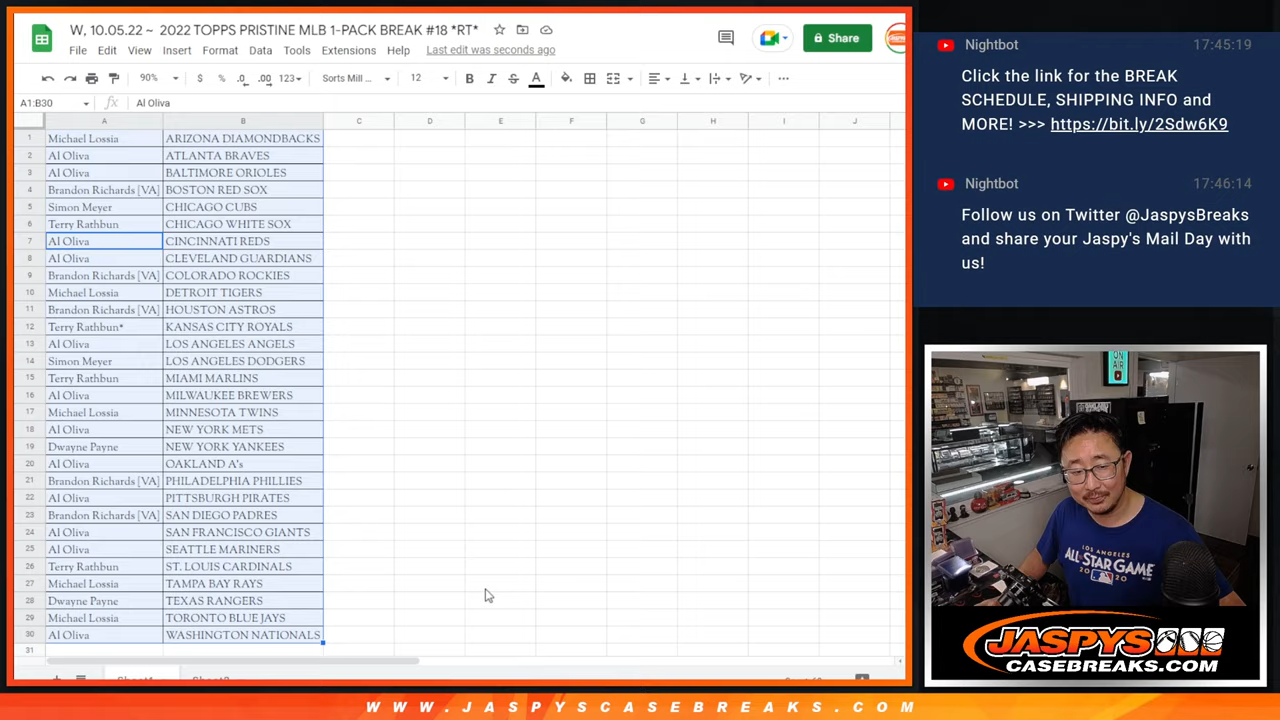 W, 10.05.22 ~ 2022 TOPPS PRISTINE MLB 1-PACK BREAK #18 *RT*
File Edit View Insert Format Data Tools Extensions Help Last edit was seconds ago
Share
90% $ % .0 .00 123 Sorts Mill ... 12
A1:B30 fx Al Oliva
A B C D E F G H I J
1 Michael Lossia ARIZONA DIAMONDBACKS
2 Al Oliva ATLANTA BRAVES
3 Al Oliva BALTIMORE ORIOLES
4 Brandon Richards [VA] BOSTON RED SOX
5 Simon Meyer CHICAGO CUBS
6 Terry Rathbun CHICAGO WHITE SOX
7 Al Oliva CINCINNATI REDS
8 Al Oliva CLEVELAND GUARDIANS
9 Brandon Richards [VA] COLORADO ROCKIES
10 Michael Lossia DETROIT TIGERS
11 Brandon Richards [VA] HOUSTON ASTROS
12 Terry Rathbun* KANSAS CITY ROYALS
13 Al Oliva LOS ANGELES ANGELS
14 Simon Meyer LOS ANGELES DODGERS
15 Terry Rathbun MIAMI MARLINS
16 Al Oliva MILWAUKEE BREWERS
17 Michael Lossia MINNESOTA TWINS
18 Al Oliva NEW YORK METS
19 Dwayne Payne NEW YORK YANKEES
20 Al Oliva OAKLAND A's
21 Brandon Richards [VA] PHILADELPHIA PHILLIES
22 Al Oliva PITTSBURGH PIRATES
23 Brandon Richards [VA] SAN DIEGO PADRES
24 Al Oliva SAN FRANCISCO GIANTS
25 Al Oliva SEATTLE MARINERS
26 Terry Rathbun ST. LOUIS CARDINALS
27 Michael Lossia TAMPA BAY RAYS
28 Dwayne Payne TEXAS RANGERS
29 Michael Lossia TORONTO BLUE JAYS
30 Al Oliva WASHINGTON NATIONALS
31
Nightbot 17:45:19
Click the link for the BREAK
SCHEDULE, SHIPPING INFO and
MORE! >>> https://bit.ly/2Sdw6K9
Nightbot 17:46:14
Follow us on Twitter @JaspysBreaks
and share your Jaspy's Mail Day with
us!
ON
AIR
LOS ANGELES
ALL STAR GAME
JASPYS
CASEBREAKS.COM
WWW.JASPYSCASEBREAKS.COM